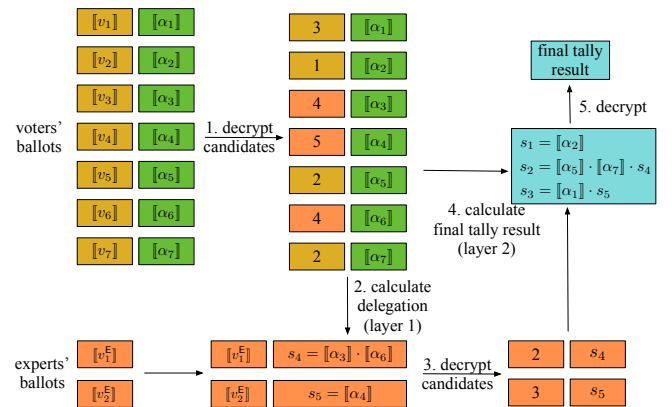 voters'
ballots
⟦v₁⟧ ⟦α₁⟧
⟦v₂⟧ ⟦α₂⟧
⟦v₃⟧ ⟦α₃⟧
⟦v₄⟧ ⟦α₄⟧
⟦v₅⟧ ⟦α₅⟧
⟦v₆⟧ ⟦α₆⟧
⟦v₇⟧ ⟦α₇⟧
1. decrypt
candidates
3 ⟦α₁⟧
1 ⟦α₂⟧
4 ⟦α₃⟧
5 ⟦α₄⟧
2 ⟦α₅⟧
4 ⟦α₆⟧
2 ⟦α₇⟧
2. calculate
delegation
(layer 1)
experts'
ballots
⟦v₁ᴱ⟧
⟦v₂ᴱ⟧
⟦v₁ᴱ⟧ s₄ = ⟦α₃⟧ · ⟦α₆⟧
⟦v₂ᴱ⟧ s₅ = ⟦α₄⟧
3. decrypt
candidates
2 s₄
3 s₅
4. calculate
final tally result
(layer 2)
s₁ = ⟦α₂⟧
s₂ = ⟦α₅⟧ · ⟦α₇⟧ · s₄
s₃ = ⟦α₁⟧ · s₅
5. decrypt
final tally
result